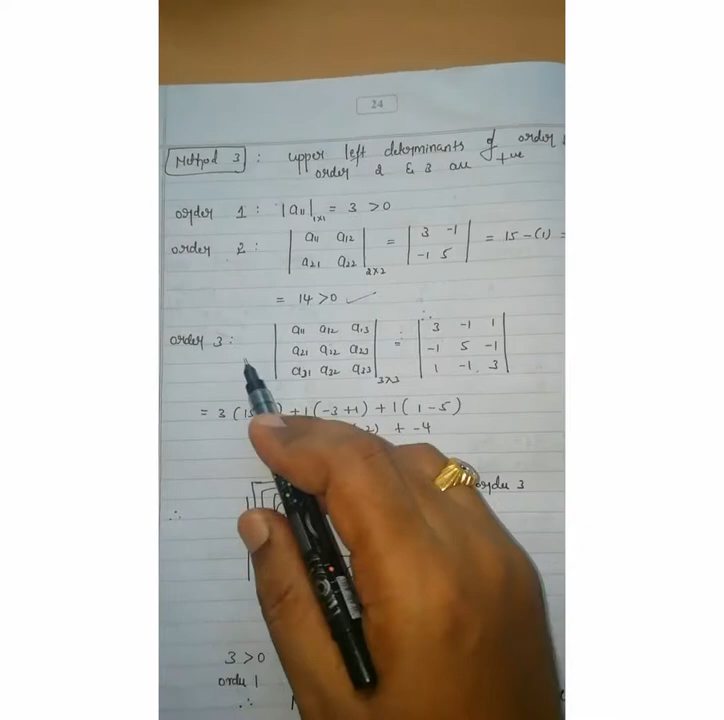 24
Method 3 : upper left determinants of order
order 2 & 3 are +ve
order 1 : |a11|1x1 = 3 >0
order 2 : | a11 a12 | = | 3 -1 | = 15 - (1) =
| a21 a22 |2x2 | -1 5 |
= 14 >0 ✓
order 3 : | a11 a12 a13 | = | 3 -1 1 |
| a21 a22 a23 | | -1 5 -1 |
| a31 a32 a33 |3x3 | 1 -1 3 |
= 3 (15 +1(-3+1) + 1(1-5)
+ -4
∴ order 3
3 >0
order 1
∴